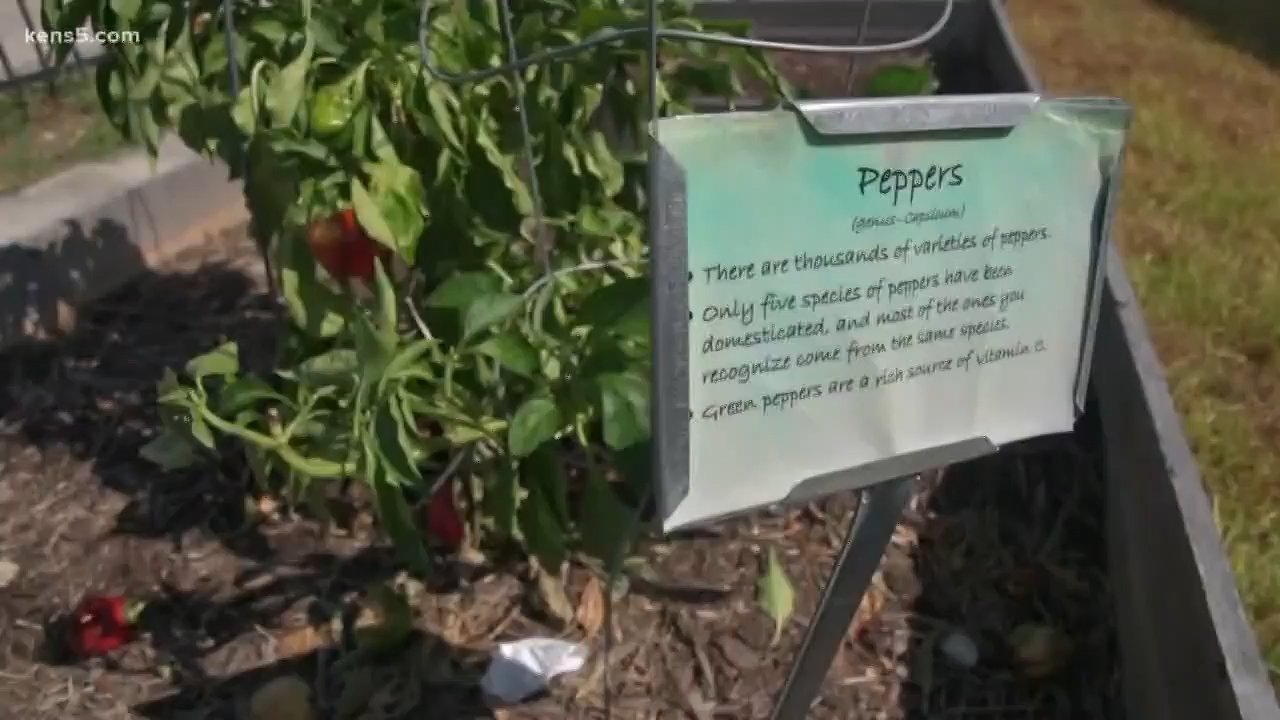 kens5.com
Peppers
(genus-Capsicum)
• There are thousands of varieties of peppers.
• Only five species of peppers have been
domesticated, and most of the ones you
recognize come from the same species.
• Green peppers are a rich source of vitamin C.